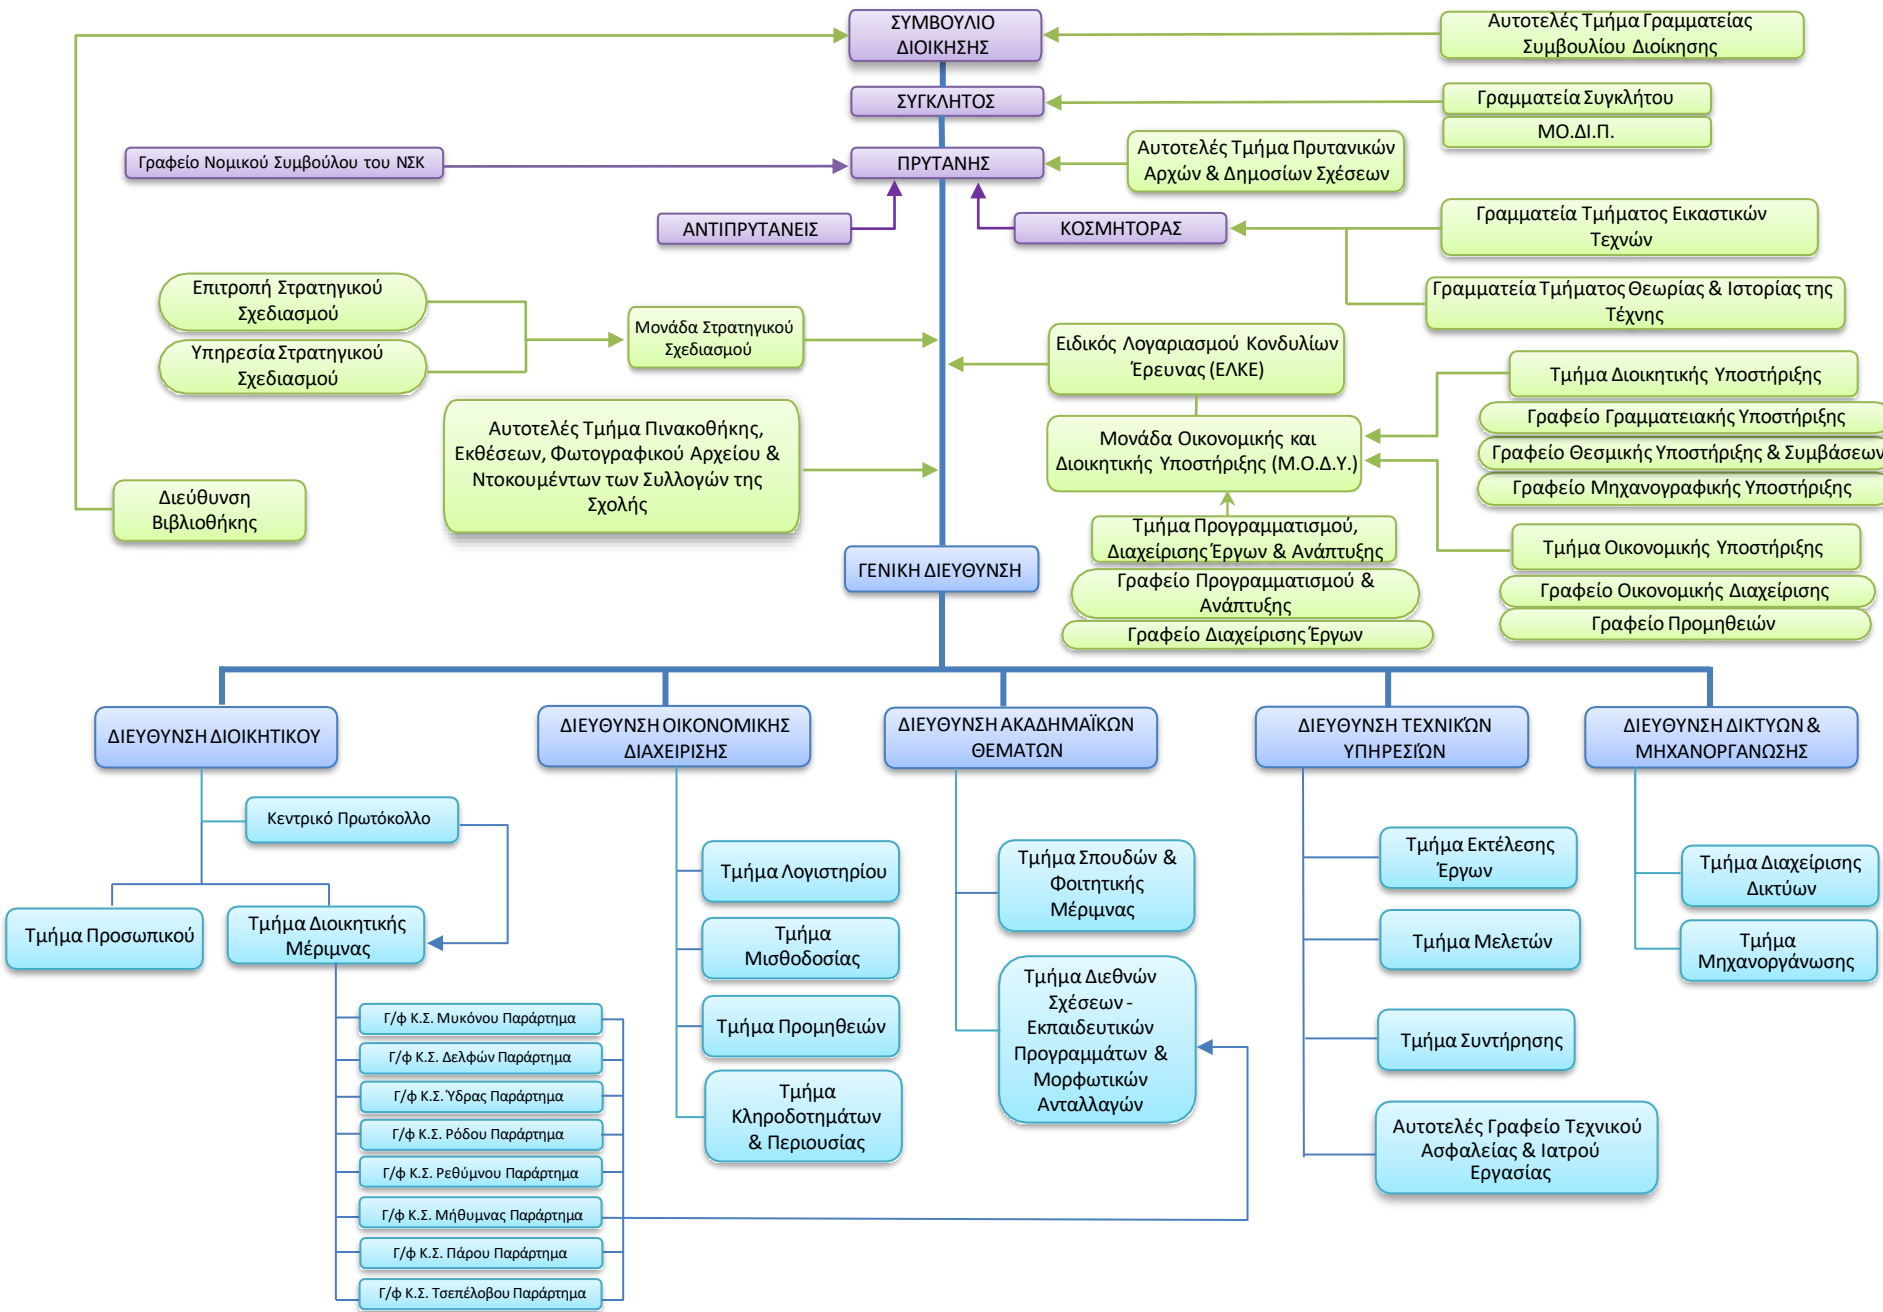 ΣΥΜΒΟΥΛΙΟ
ΔΙΟΙΚΗΣΗΣ
Αυτοτελές Τμήμα Γραμματείας
Συμβουλίου Διοίκησης
ΣΥΓΚΛΗΤΟΣ
Γραμματεία Συγκλήτου
ΜΟ.ΔΙ.Π.
Γραφείο Νομικού Συμβούλου του ΝΣΚ
ΠΡΥΤΑΝΗΣ
Αυτοτελές Τμήμα Πρυτανικών
Αρχών & Δημοσίων Σχέσεων
ΑΝΤΙΠΡΥΤΑΝΕΙΣ
ΚΟΣΜΗΤΟΡΑΣ
Γραμματεία Τμήματος Εικαστικών
Τεχνών
Γραμματεία Τμήματος Θεωρίας & Ιστορίας της
Τέχνης
Επιτροπή Στρατηγικού
Σχεδιασμού
Υπηρεσία Στρατηγικού
Σχεδιασμού
Μονάδα Στρατηγικού
Σχεδιασμού
Ειδικός Λογαριασμού Κονδυλίων
Έρευνας (ΕΛΚΕ)
Τμήμα Διοικητικής Υποστήριξης
Γραφείο Γραμματειακής Υποστήριξης
Γραφείο Θεσμικής Υποστήριξης & Συμβάσεων
Γραφείο Μηχανογραφικής Υποστήριξης
Αυτοτελές Τμήμα Πινακοθήκης,
Εκθέσεων, Φωτογραφικού Αρχείου &
Ντοκουμέντων των Συλλογών της
Σχολής
Μονάδα Οικονομικής και
Διοικητικής Υποστήριξης (Μ.Ο.Δ.Υ.)
Διεύθυνση
Βιβλιοθήκης
Τμήμα Προγραμματισμού,
Διαχείρισης Έργων & Ανάπτυξης
Γραφείο Προγραμματισμού &
Ανάπτυξης
Γραφείο Διαχείρισης Έργων
Τμήμα Οικονομικής Υποστήριξης
Γραφείο Οικονομικής Διαχείρισης
Γραφείο Προμηθειών
ΓΕΝΙΚΗ ΔΙΕΥΘΥΝΣΗ
ΔΙΕΥΘΥΝΣΗ ΔΙΟΙΚΗΤΙΚΟΥ
ΔΙΕΥΘΥΝΣΗ ΟΙΚΟΝΟΜΙΚΗΣ
ΔΙΑΧΕΙΡΙΣΗΣ
ΔΙΕΥΘΥΝΣΗ ΑΚΑΔΗΜΑΪΚΩΝ
ΘΕΜΑΤΩΝ
ΔΙΕΥΘΥΝΣΗ ΤΕΧΝΙΚΏΝ
ΥΠΗΡΕΣΙΏΝ
ΔΙΕΥΘΥΝΣΗ ΔΙΚΤΥΩΝ &
ΜΗΧΑΝΟΡΓΑΝΩΣΗΣ
Κεντρικό Πρωτόκολλο
Τμήμα Προσωπικού
Τμήμα Διοικητικής
Μέριμνας
Γ/φ Κ.Σ. Μυκόνου Παράρτημα
Γ/φ Κ.Σ. Δελφών Παράρτημα
Γ/φ Κ.Σ. Ύδρας Παράρτημα
Γ/φ Κ.Σ. Ρόδου Παράρτημα
Γ/φ Κ.Σ. Ρεθύμνου Παράρτημα
Γ/φ Κ.Σ. Μήθυμνας Παράρτημα
Γ/φ Κ.Σ. Πάρου Παράρτημα
Γ/φ Κ.Σ. Τσεπέλοβου Παράρτημα
Τμήμα Λογιστηρίου
Τμήμα
Μισθοδοσίας
Τμήμα Προμηθειών
Τμήμα
Κληροδοτημάτων
& Περιουσίας
Τμήμα Σπουδών &
Φοιτητικής
Μέριμνας
Τμήμα Διεθνών
Σχέσεων -
Εκπαιδευτικών
Προγραμμάτων &
Μορφωτικών
Ανταλλαγών
Τμήμα Εκτέλεσης
Έργων
Τμήμα Μελετών
Τμήμα Συντήρησης
Αυτοτελές Γραφείο Τεχνικού
Ασφαλείας & Ιατρού
Εργασίας
Τμήμα Διαχείρισης
Δικτύων
Τμήμα
Μηχανοργάνωσης